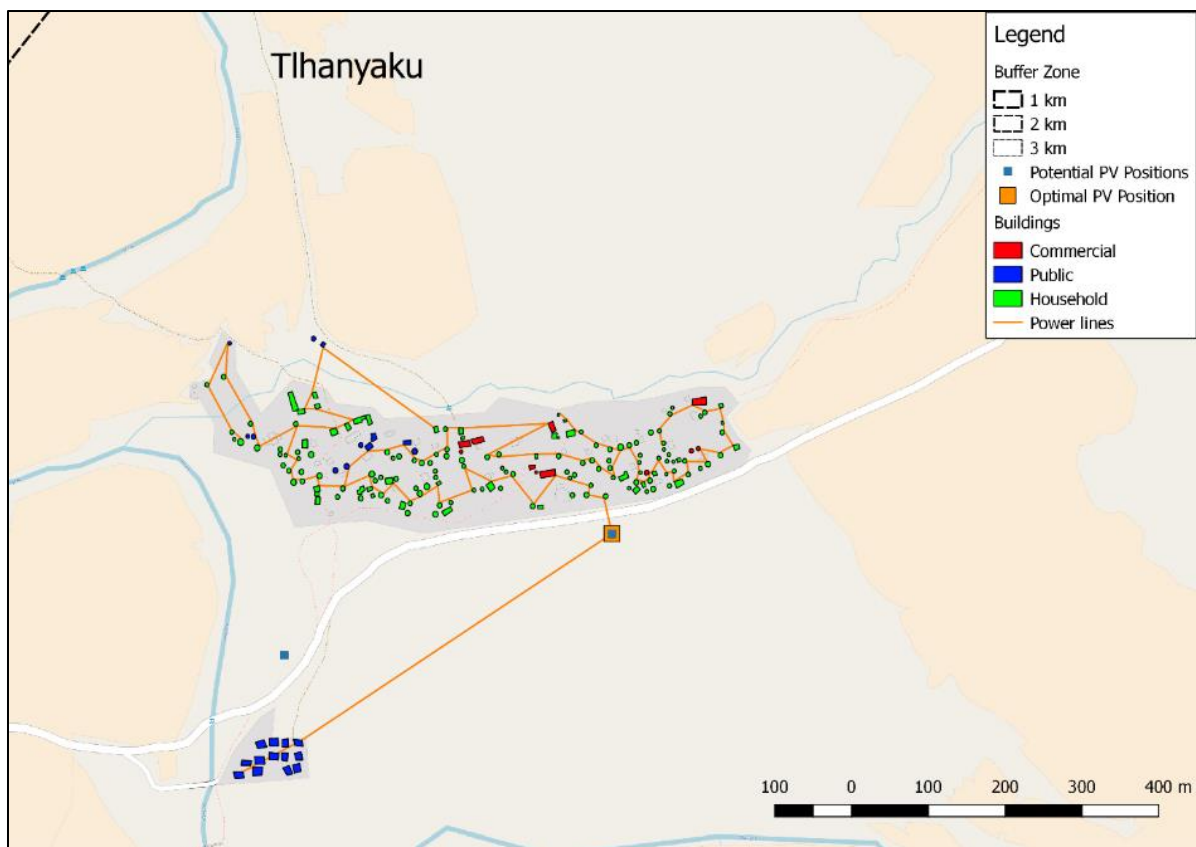 Tlhanyaku
Legend
Buffer Zone
1 km
2 km
3 km
Potential PV Positions
Optimal PV Position
Buildings
Commercial
Public
Household
Power lines
100 0 100 200 300 400 m